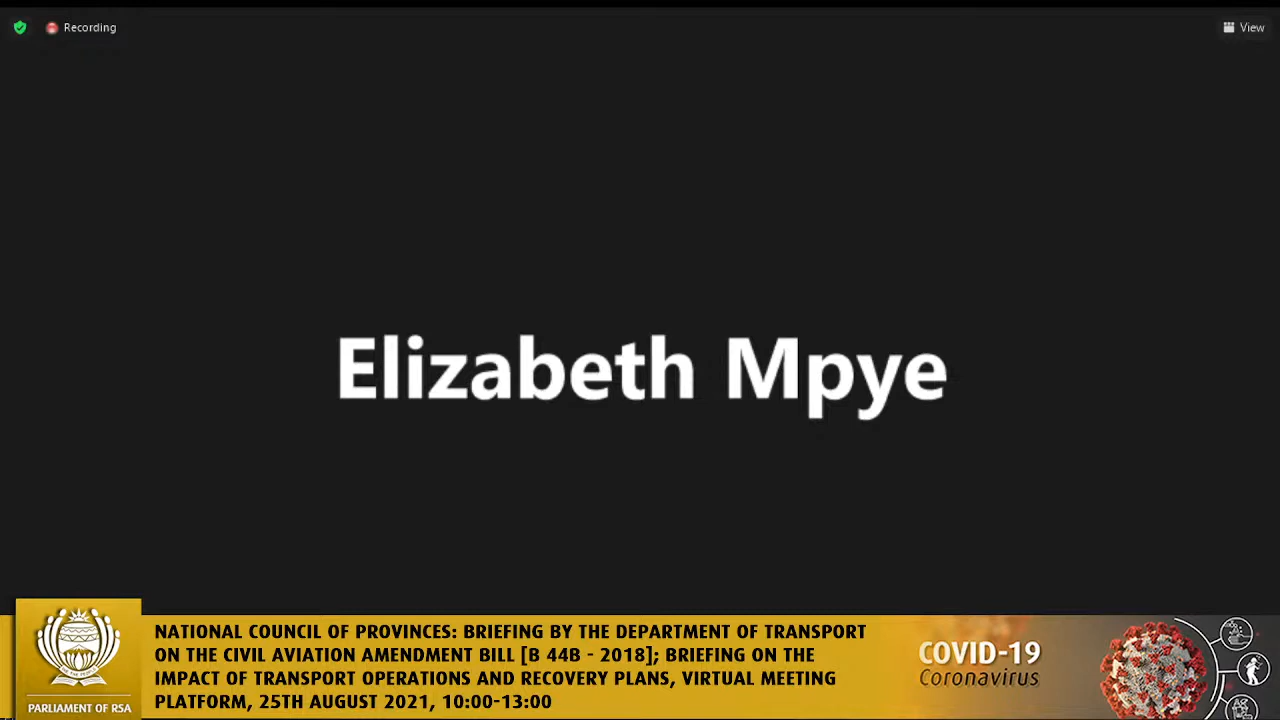 Recording
View
Elizabeth Mpye
NATIONAL COUNCIL OF PROVINCES: BRIEFING BY THE DEPARTMENT OF TRANSPORT
ON THE CIVIL AVIATION AMENDMENT BILL [B 44B - 2018]; BRIEFING ON THE
IMPACT OF TRANSPORT OPERATIONS AND RECOVERY PLANS, VIRTUAL MEETING
PLATFORM, 25TH AUGUST 2021, 10:00-13:00
PARLIAMENT OF RSA
COVID-19
Coronavirus